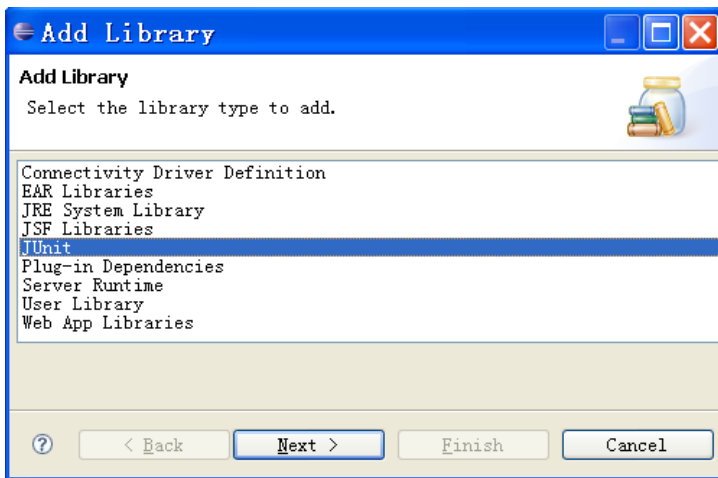 Add Library
Add Library
Select the library type to add.
Connectivity Driver Definition
EAR Libraries
JRE System Library
JSF Libraries
JUnit
Plug-in Dependencies
Server Runtime
User Library
Web App Libraries
? < Back Next > Finish Cancel